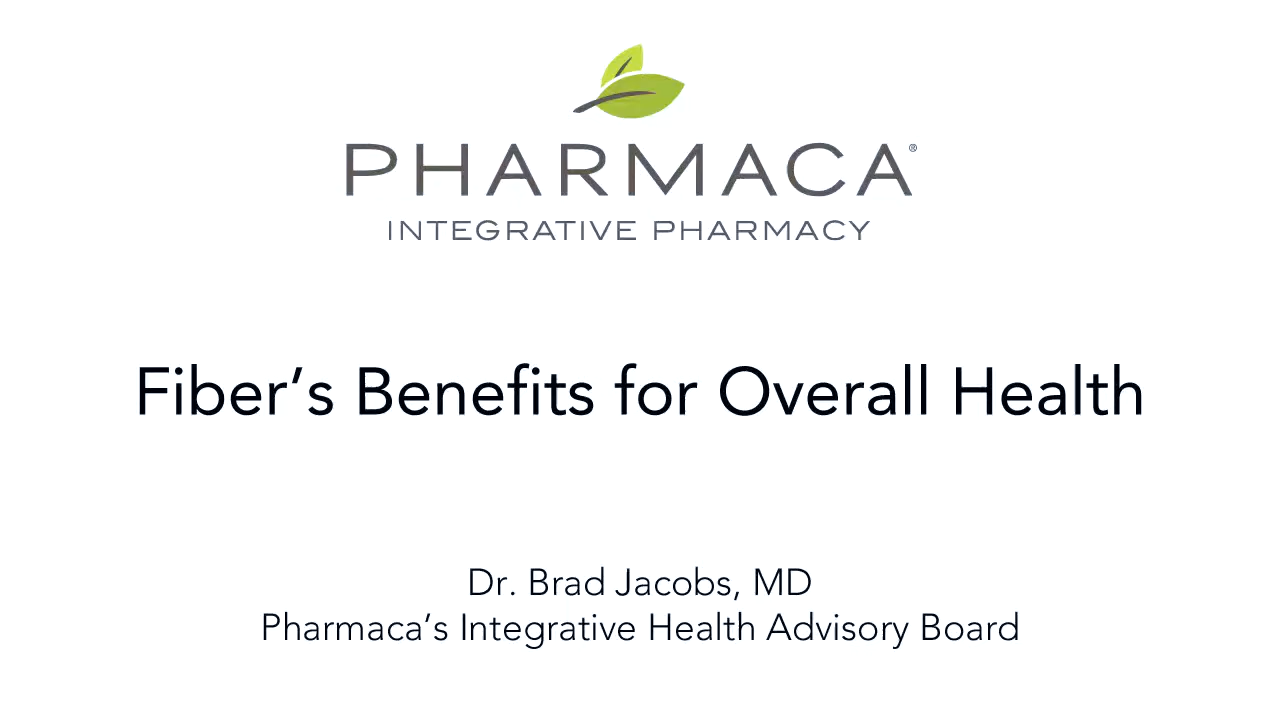 PHARMACA®
INTEGRATIVE PHARMACY
Fiber’s Benefits for Overall Health
Dr. Brad Jacobs, MD
Pharmaca’s Integrative Health Advisory Board